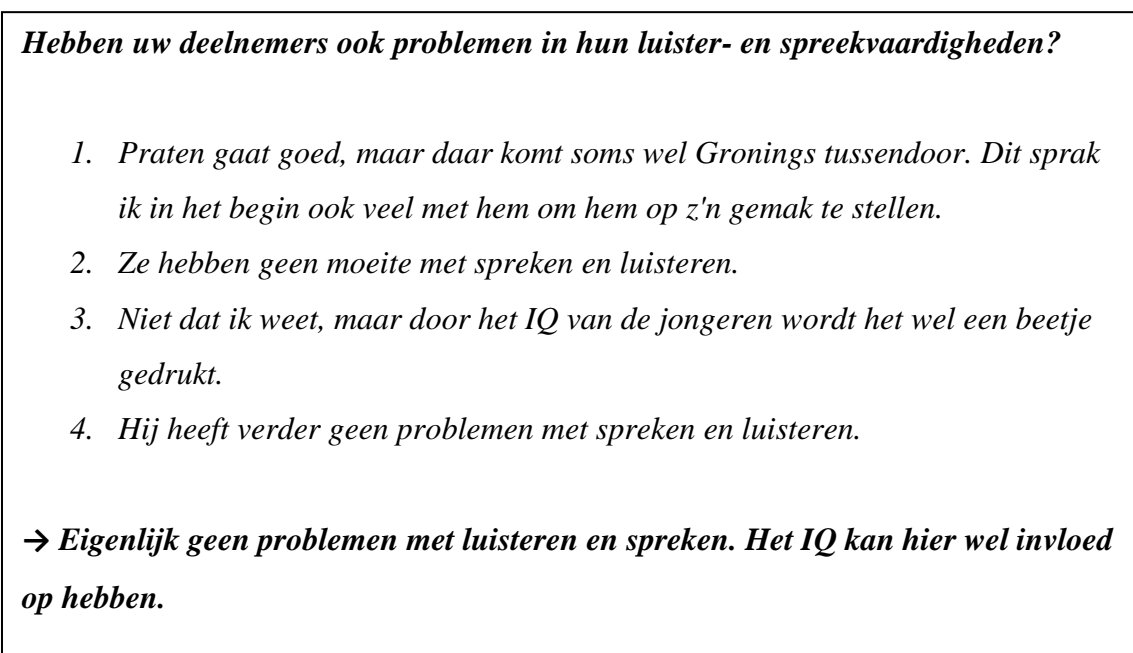 Hebben uw deelnemers ook problemen in hun luister- en spreekvaardigheden?
1. Praten gaat goed, maar daar komt soms wel Gronings tussendoor. Dit sprak
ik in het begin ook veel met hem om hem op z'n gemak te stellen.
2. Ze hebben geen moeite met spreken en luisteren.
3. Niet dat ik weet, maar door het IQ van de jongeren wordt het wel een beetje
gedrukt.
4. Hij heeft verder geen problemen met spreken en luisteren.
→ Eigenlijk geen problemen met luisteren en spreken. Het IQ kan hier wel invloed
op hebben.